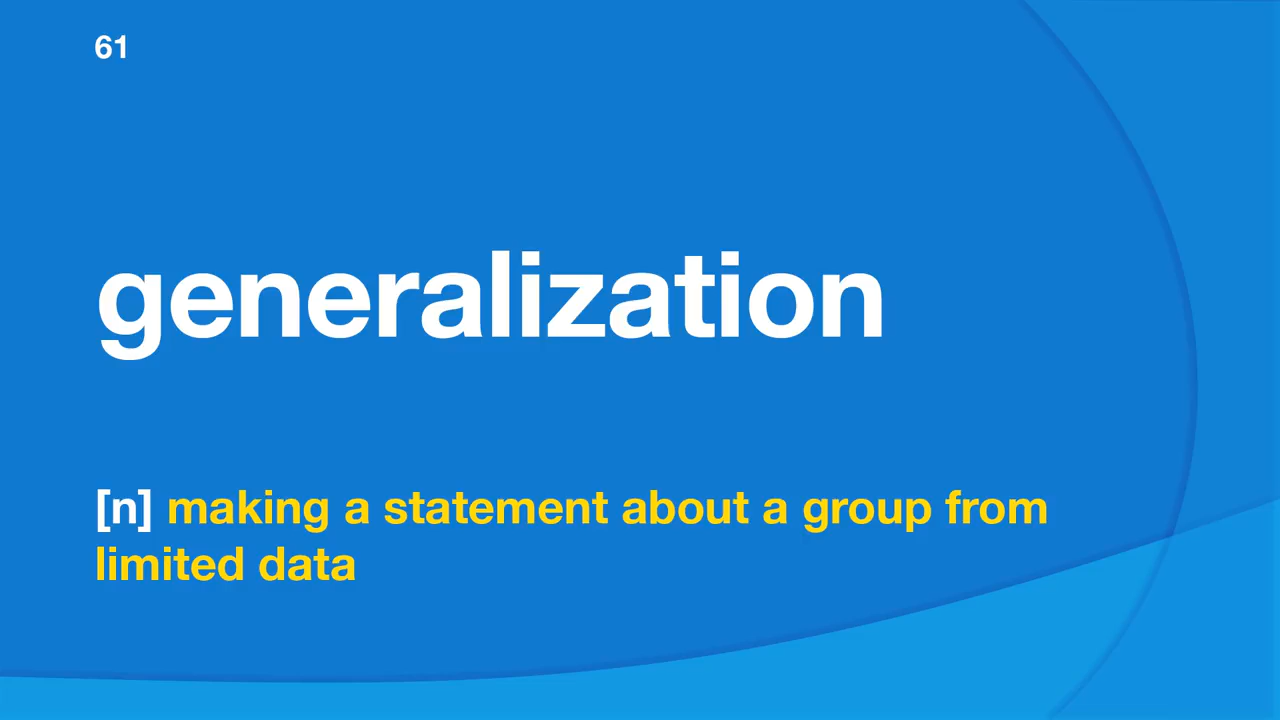 61
generalization
[n] making a statement about a group from
limited data